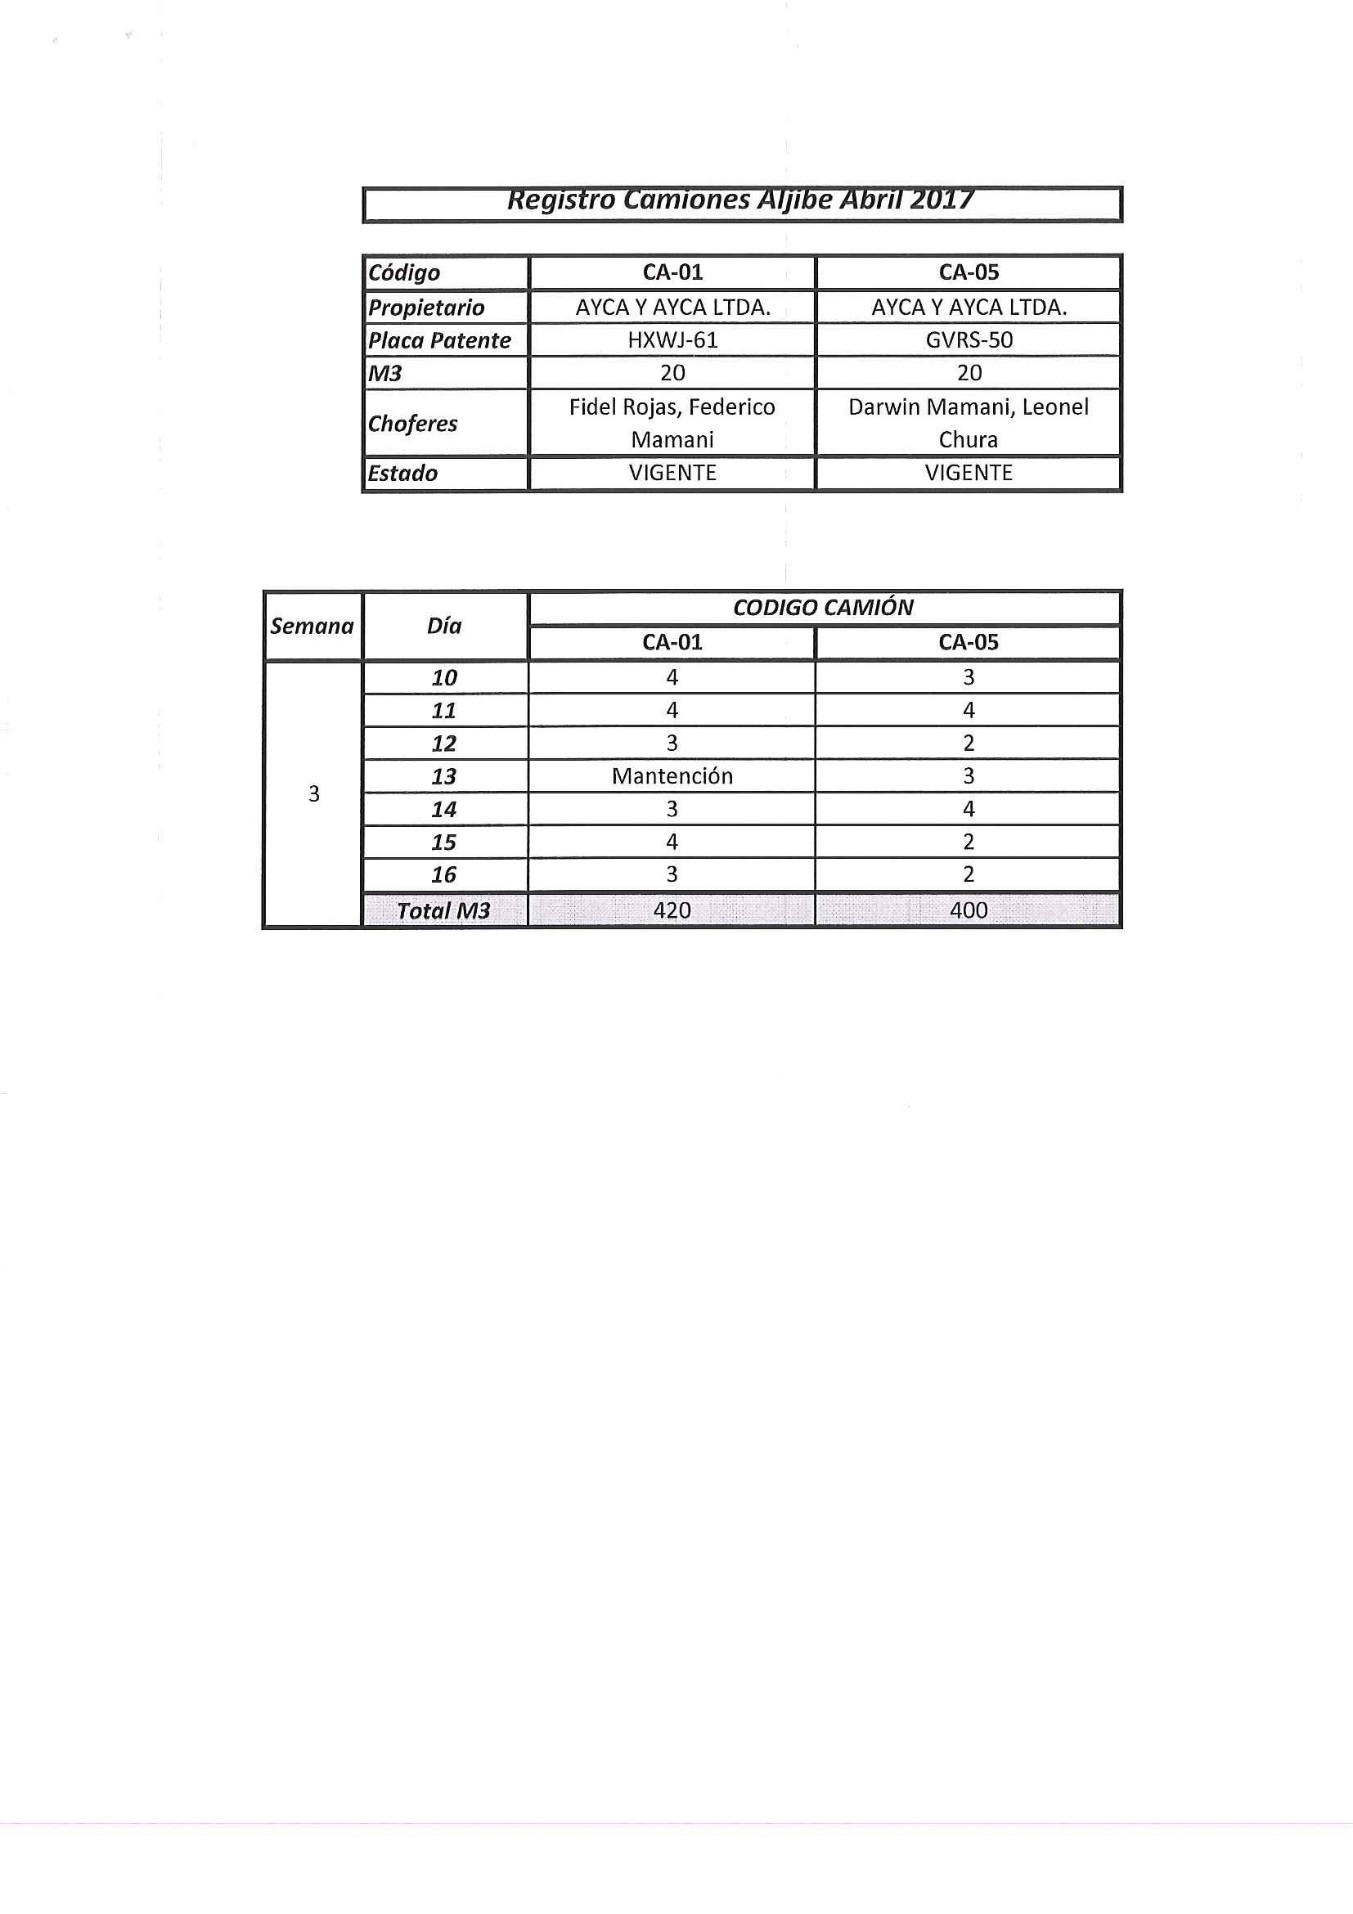 Registro Camiones Aljibe Abril 2017
Código CA-01 CA-05
Propietario AYCA Y AYCA LTDA. AYCA Y AYCA LTDA.
Placa Patente HXWJ-61 GVRS-50
M3 20 20
Choferes Fidel Rojas, Federico Mamani Darwin Mamani, Leonel Chura
Estado VIGENTE VIGENTE
Semana Día CODIGO CAMIÓN
CA-01 CA-05
3
10 4 3
11 4 4
12 3 2
13 Mantención 3
14 3 4
15 4 2
16 3 2
Total M3 420 400